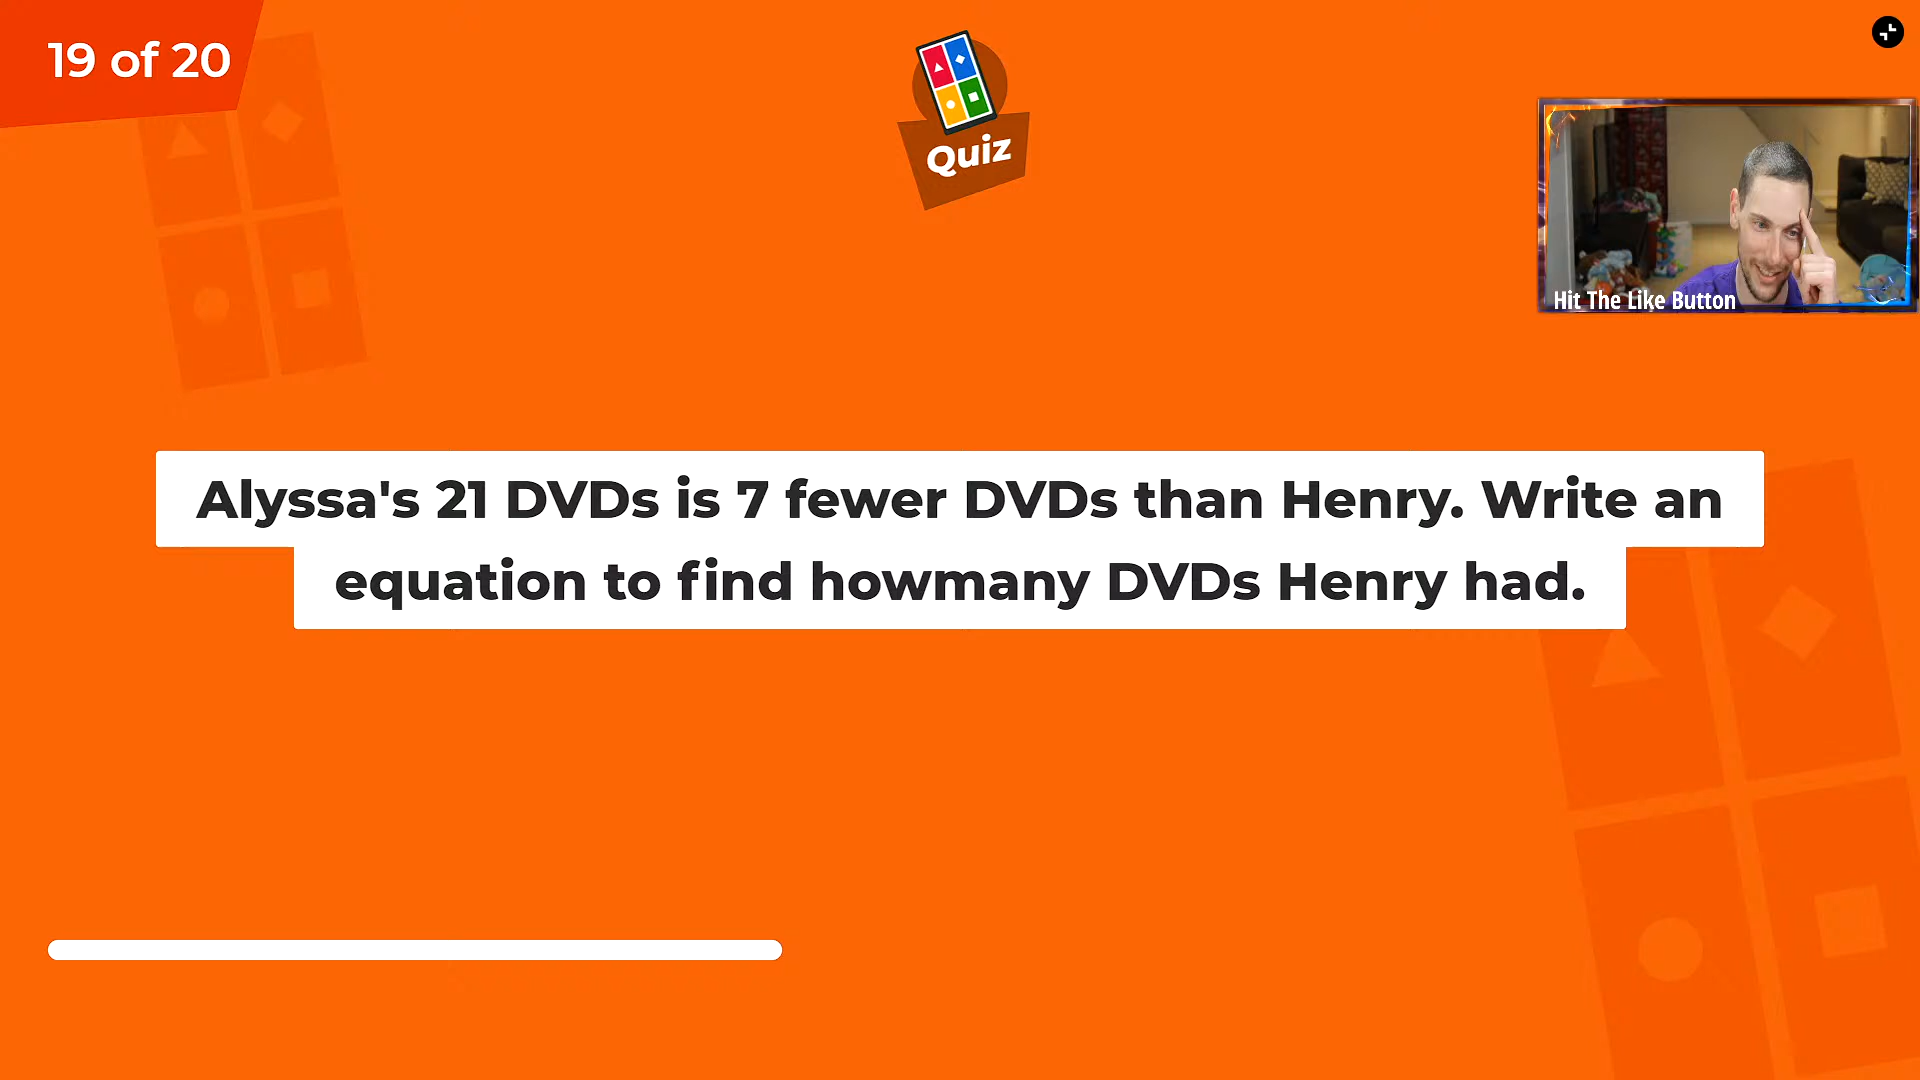 19 of 20
Quiz
Hit The Like Button
Alyssa's 21 DVDs is 7 fewer DVDs than Henry. Write an
equation to find howmany DVDs Henry had.